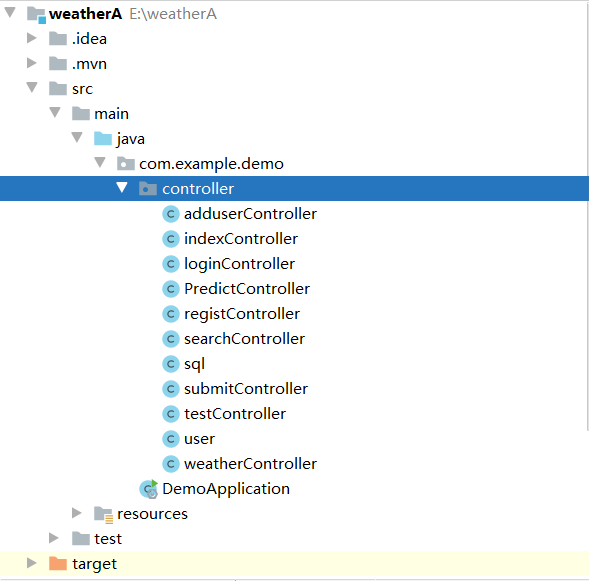 weatherA E:\weatherA
.idea
.mvn
src
main
java
com.example.demo
controller
adduserController
indexController
loginController
PredictController
registController
searchController
sql
submitController
testController
user
weatherController
DemoApplication
resources
test
target